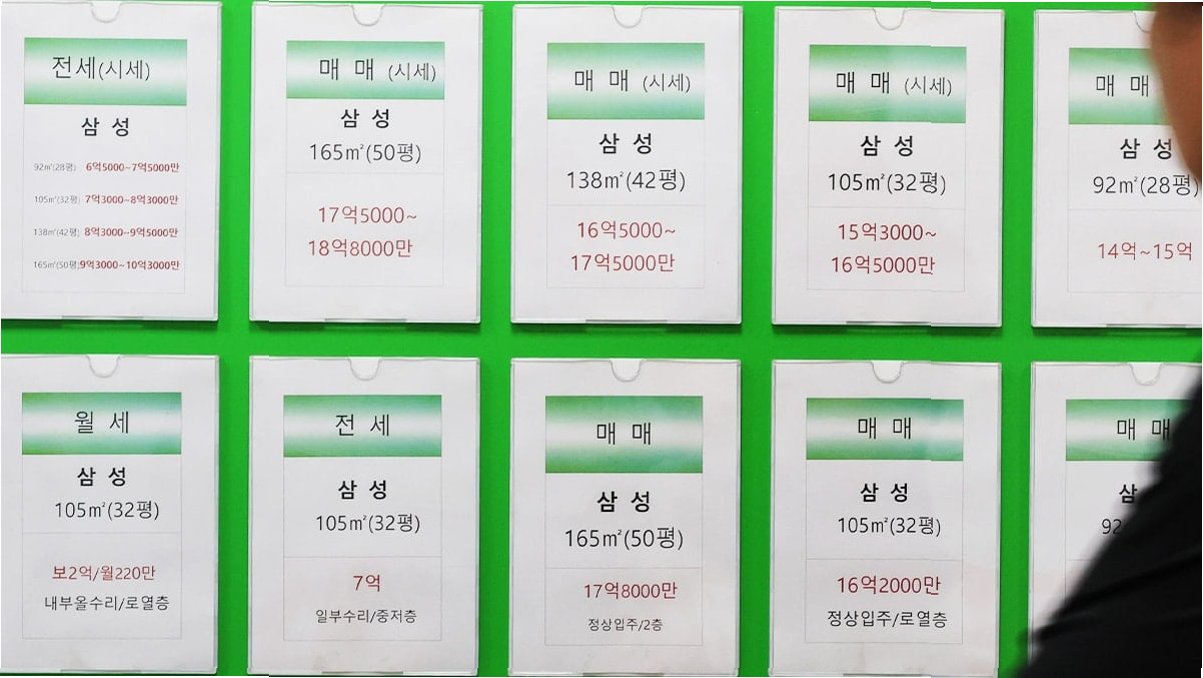 전세(시세)
삼 성
92㎡(28평) 6억5000~7억5000만
105㎡(32평) 7억3000~8억3000만
138㎡(42평) 8억3000~9억5000만
165㎡(50평) 9억3000~10억3000만
매 매 (시세)
삼 성
165㎡(50평)
17억5000~
18억8000만
매 매 (시세)
삼 성
138㎡(42평)
16억5000~
17억5000만
매 매 (시세)
삼 성
105㎡(32평)
15억3000~
16억5000만
매 매
삼 성
92㎡(28평)
14억~15억
월 세
삼 성
105㎡(32평)
보2억/월220만
내부올수리/로열층
전 세
삼 성
105㎡(32평)
7억
일부수리/중저층
매 매
삼 성
165㎡(50평)
17억8000만
정상입주/2층
매 매
삼 성
105㎡(32평)
16억2000만
정상입주/로열층
매 매
삼
92